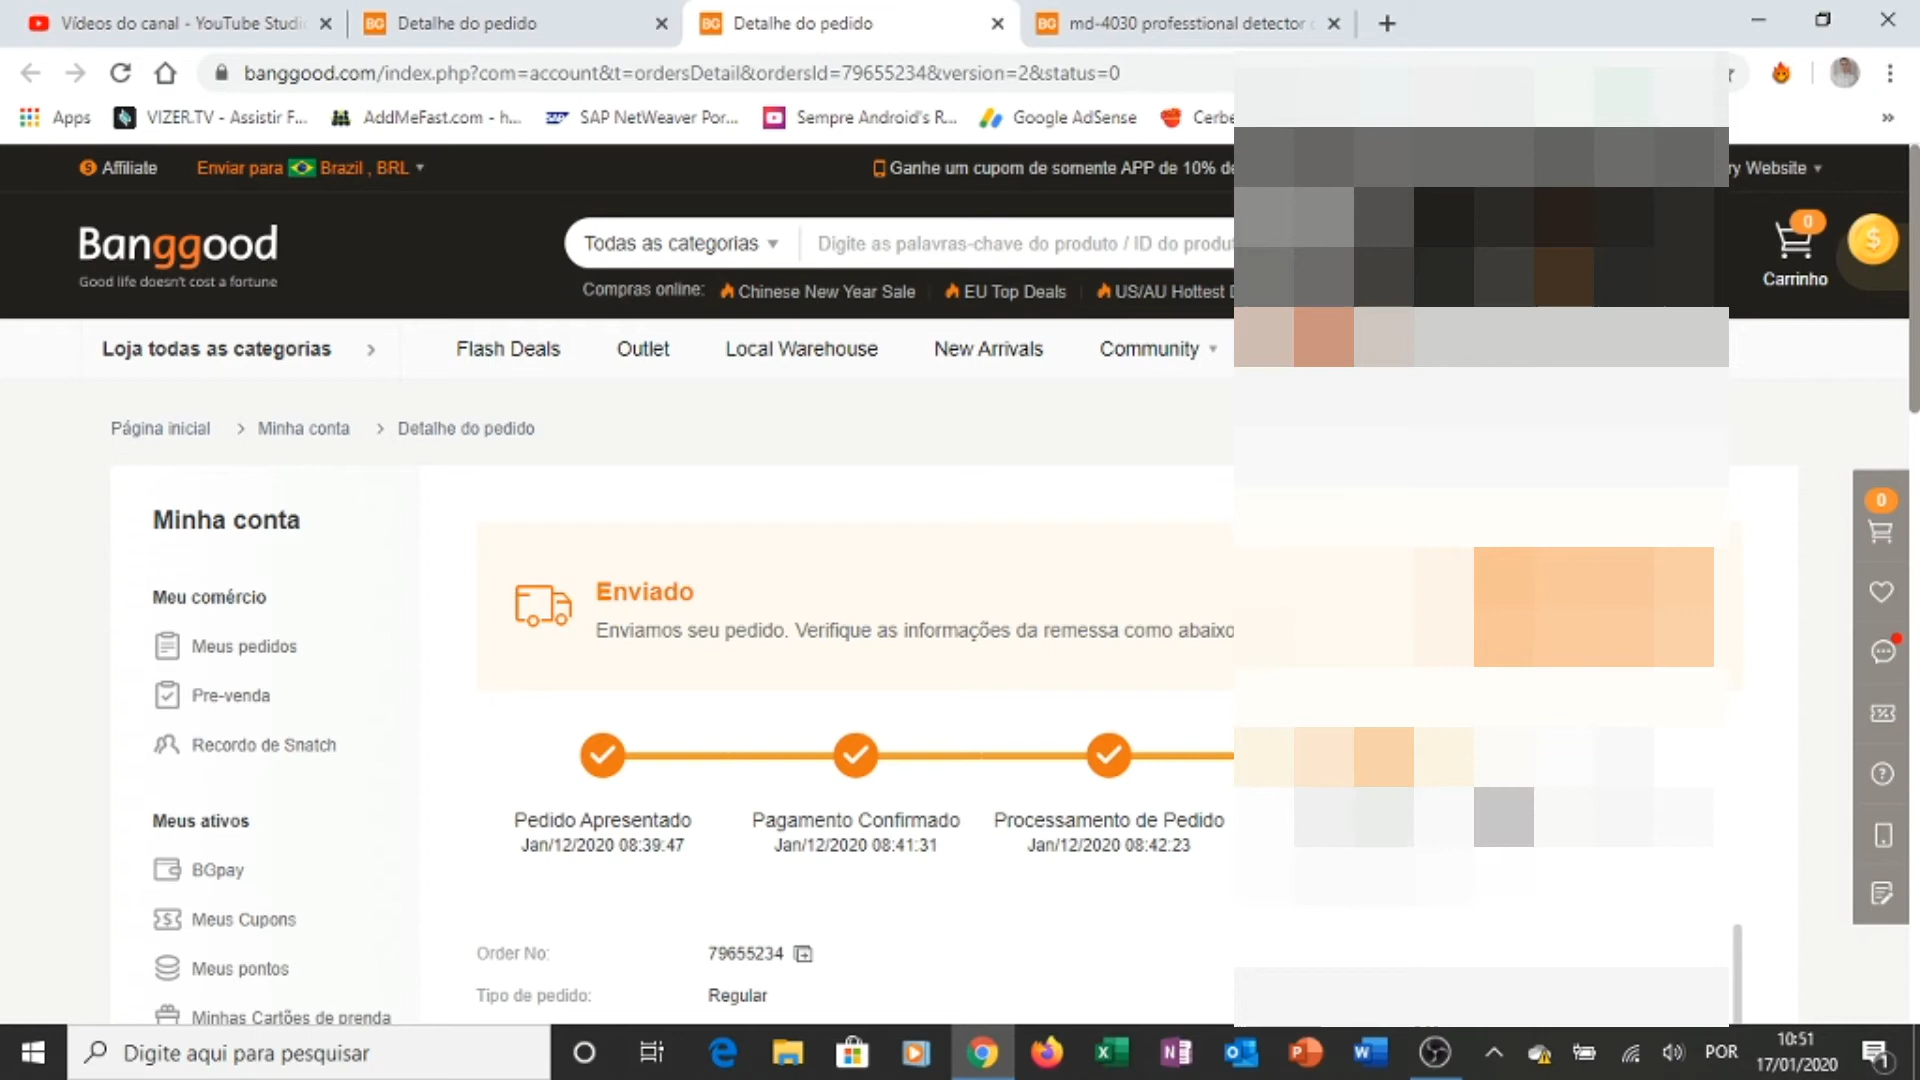 Vídeos do canal - YouTube Studi
Detalhe do pedido
Detalhe do pedido
md-4030 professtional detector
banggood.com/index.php?com=account&t=ordersDetail&ordersId=79655234&version=2&status=0
Apps
VIZER.TV - Assistir F...
AddMeFast.com - h...
SAP NetWeaver Por...
Sempre Android's R...
Google AdSense
Cerbe
Affiliate
Enviar para Brazil , BRL
Ganhe um cupom de somente APP de 10% de
ry Website
Banggood
Good life doesn't cost a fortune
Todas as categorias
Digite as palavras-chave do produto / ID do produt
0
Carrinho
Compras online:
Chinese New Year Sale
EU Top Deals
US/AU Hottest D
Loja todas as categorias
Flash Deals
Outlet
Local Warehouse
New Arrivals
Community
Página inicial > Minha conta > Detalhe do pedido
Minha conta
Meu comércio
Meus pedidos
Pre-venda
Recordo de Snatch
Meus ativos
BGpay
Meus Cupons
Meus pontos
Minhas Cartões de prenda
Enviado
Enviamos seu pedido. Verifique as informações da remessa como abaixo
Pedido Apresentado
Jan/12/2020 08:39:47
Pagamento Confirmado
Jan/12/2020 08:41:31
Processamento de Pedido
Jan/12/2020 08:42:23
Order No: 79655234
Tipo de pedido: Regular
0
Digite aqui para pesquisar
POR
10:51
17/01/2020
1